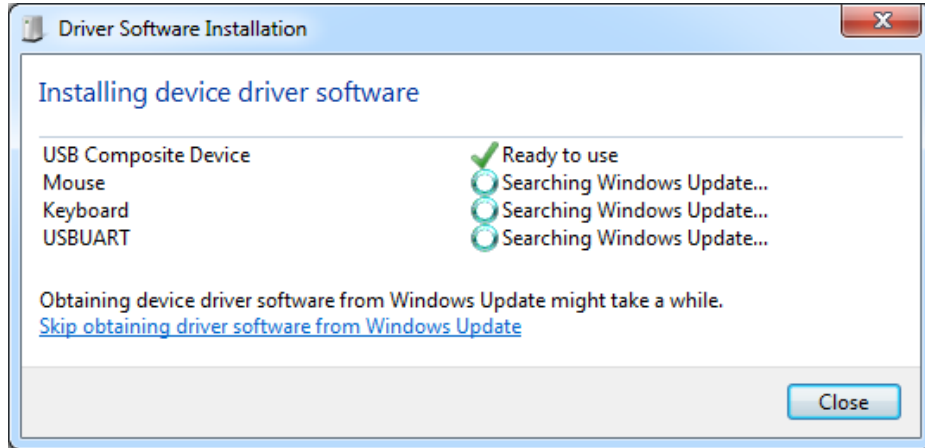 Driver Software Installation
Installing device driver software
USB Composite Device Ready to use
Mouse Searching Windows Update...
Keyboard Searching Windows Update...
USBUART Searching Windows Update...
Obtaining device driver software from Windows Update might take a while.
Skip obtaining driver software from Windows Update
Close